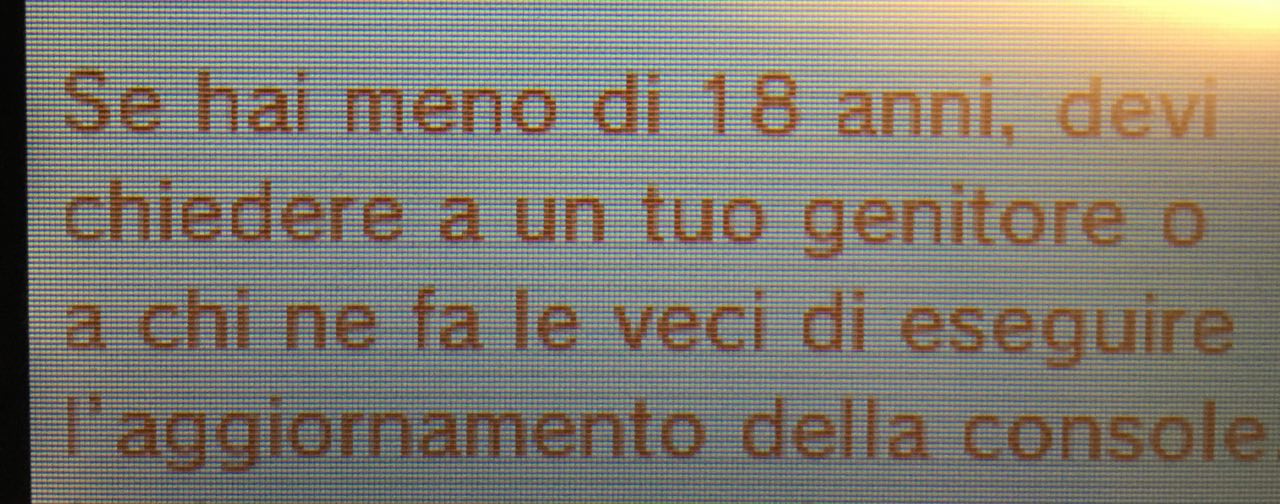 Se hai meno di 18 anni, devi
chiedere a un tuo genitore o
a chi ne fa le veci di eseguire
l'aggiornamento della console